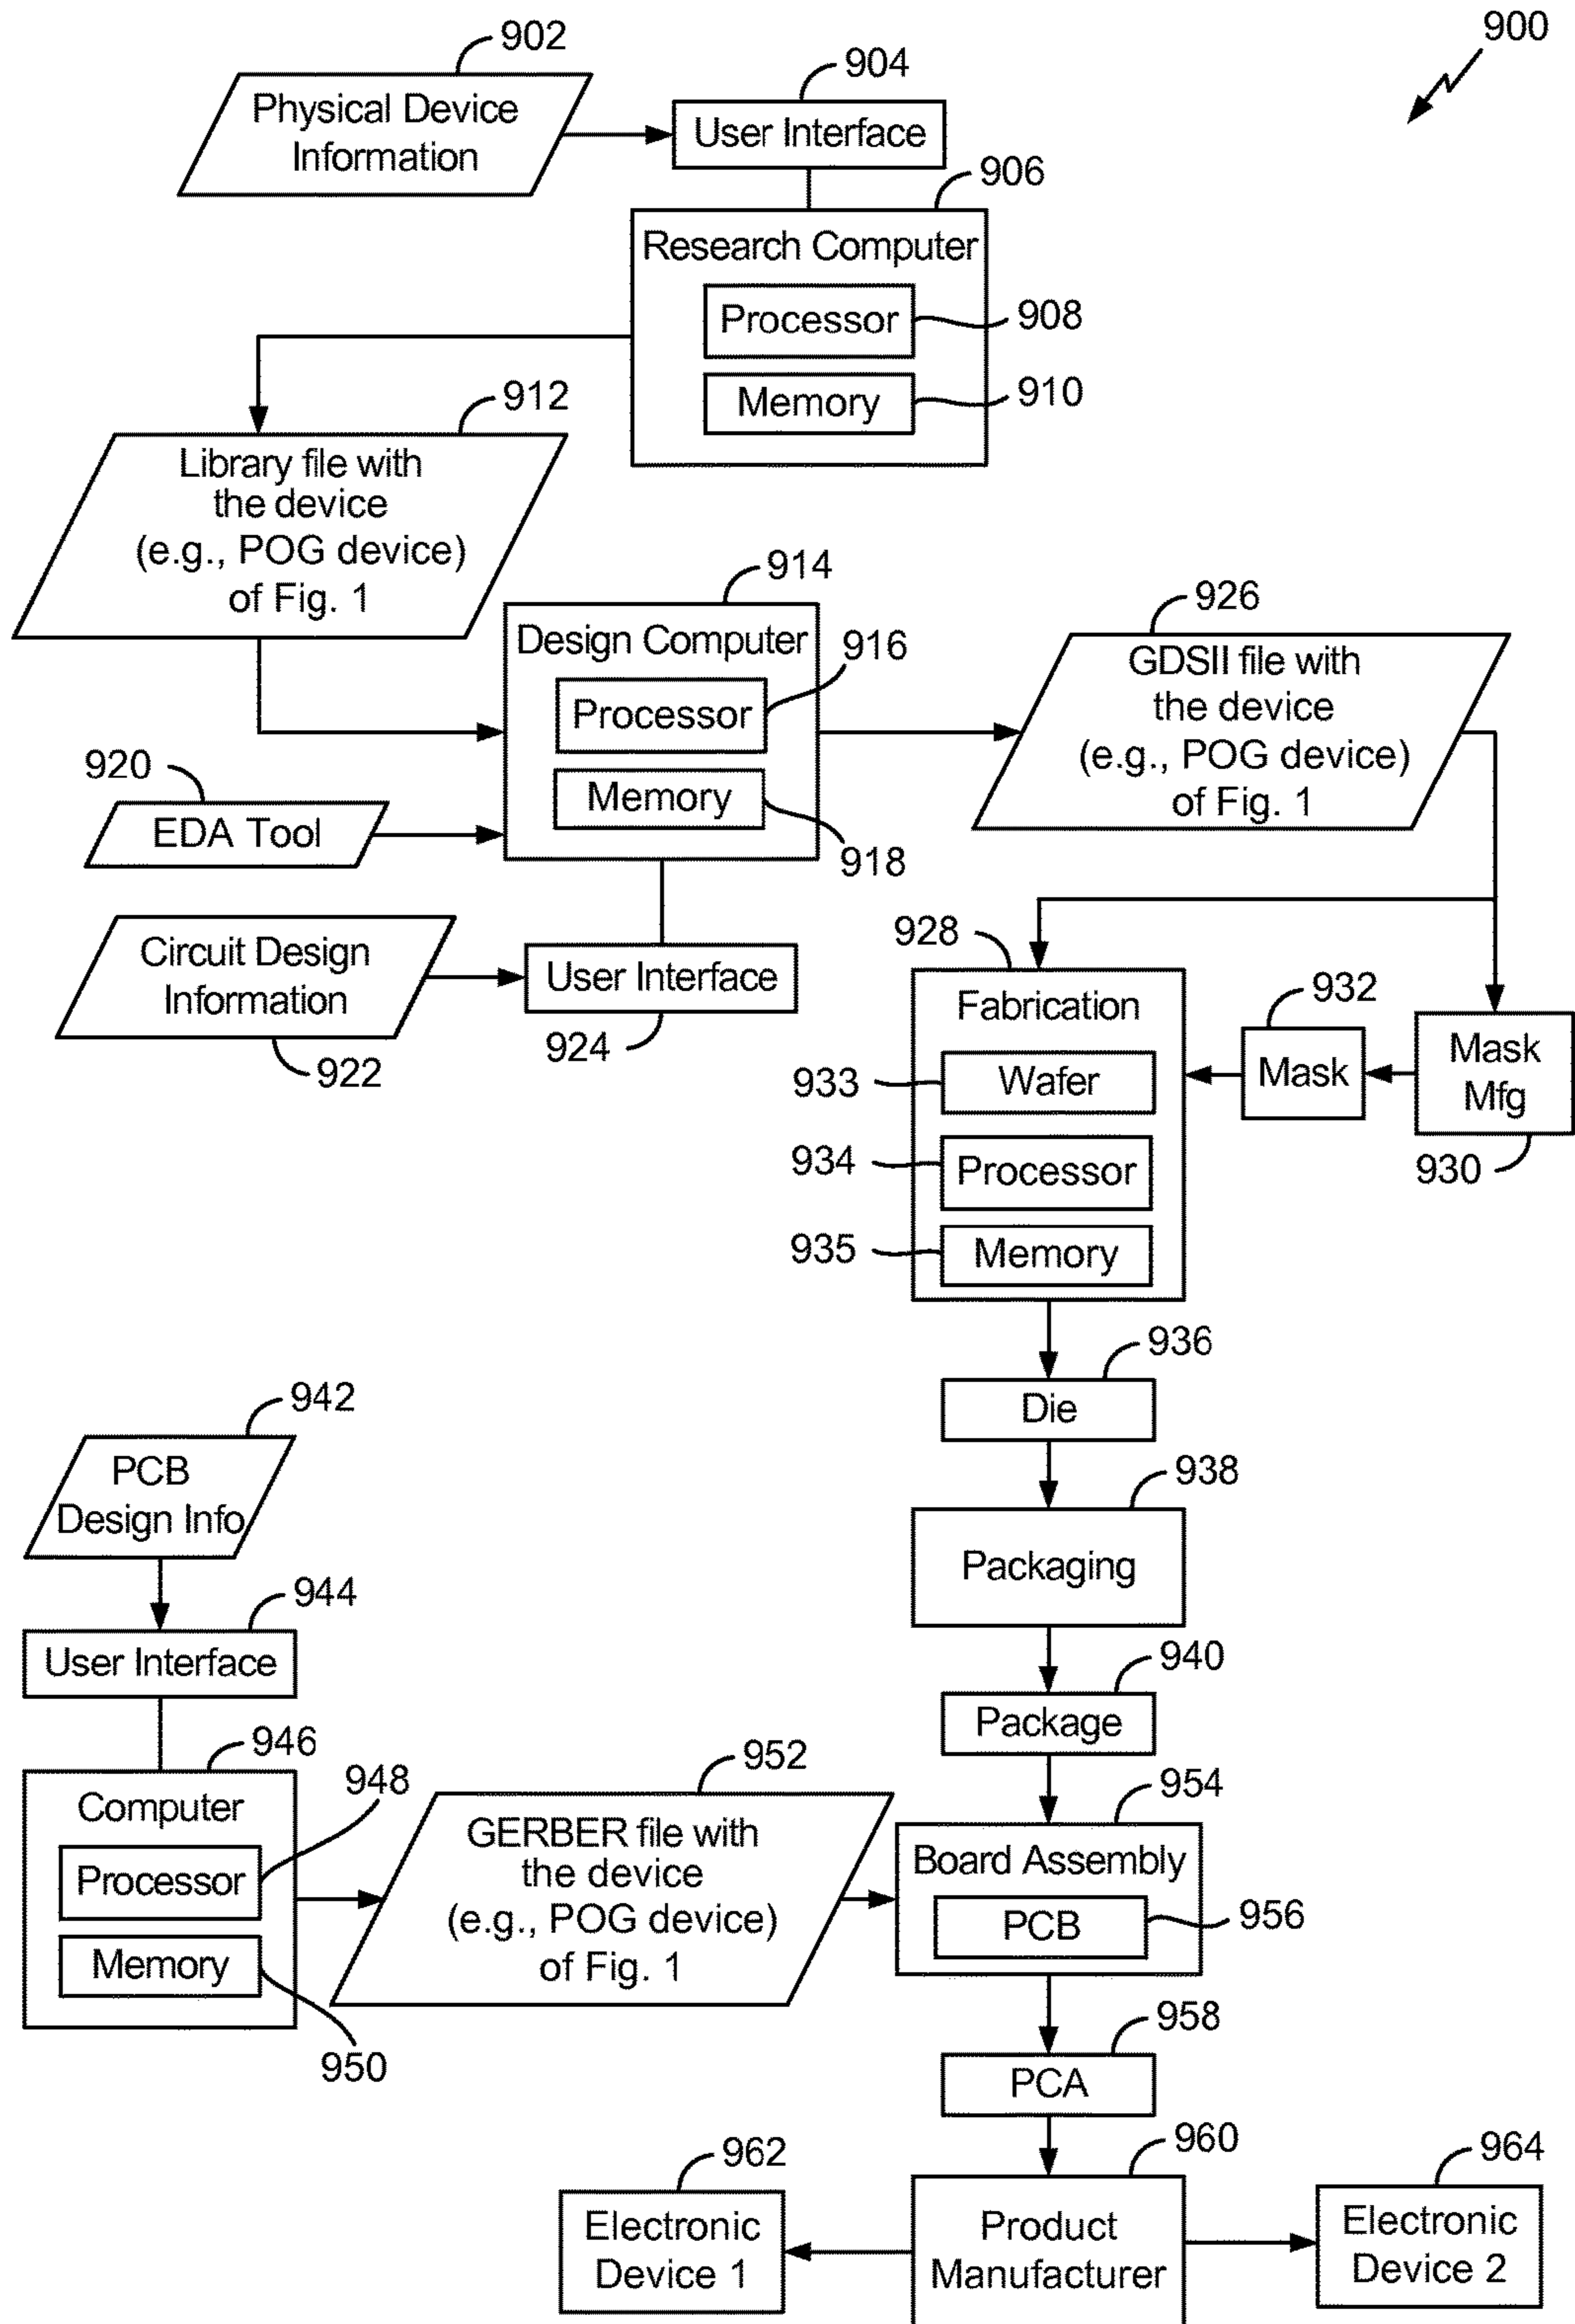 900
902
Physical Device
Information
904
User Interface
906
Research Computer
Processor
908
Memory
910
912
Library file with
the device
(e.g., POG device)
of Fig. 1
914
Design Computer
916
Processor
Memory
918
920
EDA Tool
Circuit Design
Information
922
User Interface
924
926
GDSII file with
the device
(e.g., POG device)
of Fig. 1
928
Fabrication
933
Wafer
934
Processor
935
Memory
932
Mask
Mask
Mfg
930
936
Die
938
Packaging
940
Package
942
PCB
Design Info
944
User Interface
946
Computer
948
Processor
Memory
950
952
GERBER file with
the device
(e.g., POG device)
of Fig. 1
954
Board Assembly
PCB
956
958
PCA
960
Product
Manufacturer
962
Electronic
Device 1
964
Electronic
Device 2